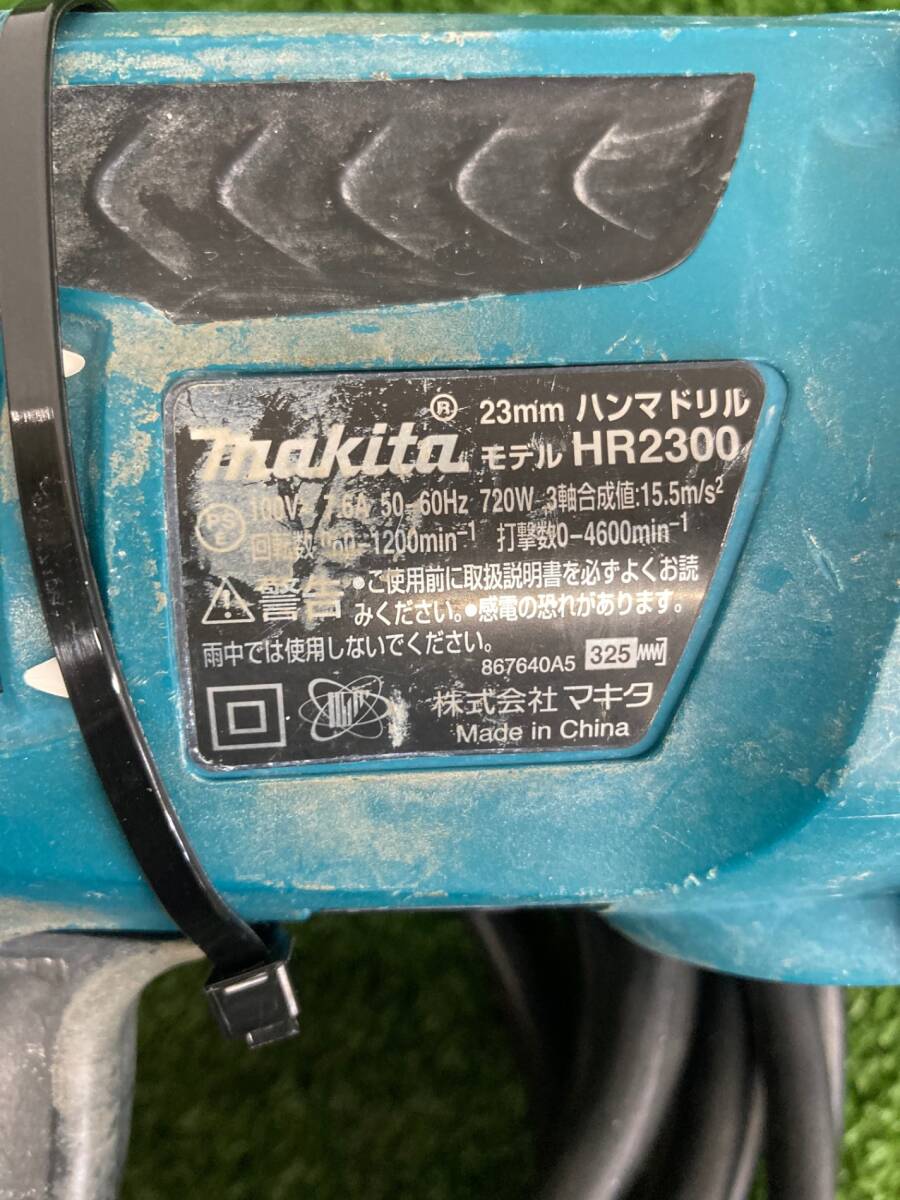 ® 23mm ハンマドリル
makita モデル HR2300
100V~ 7.6A 50-60Hz 720W 3軸合成値:15.5m/s²
PSE 回転数 1200min⁻¹ 打撃数0-4600min⁻¹
警告 •ご使用前に取扱説明書を必ずよくお読
みください。•感電の恐れがあります。
雨中では使用しないでください。
867640A5 325
株式会社 マキタ
Made in China